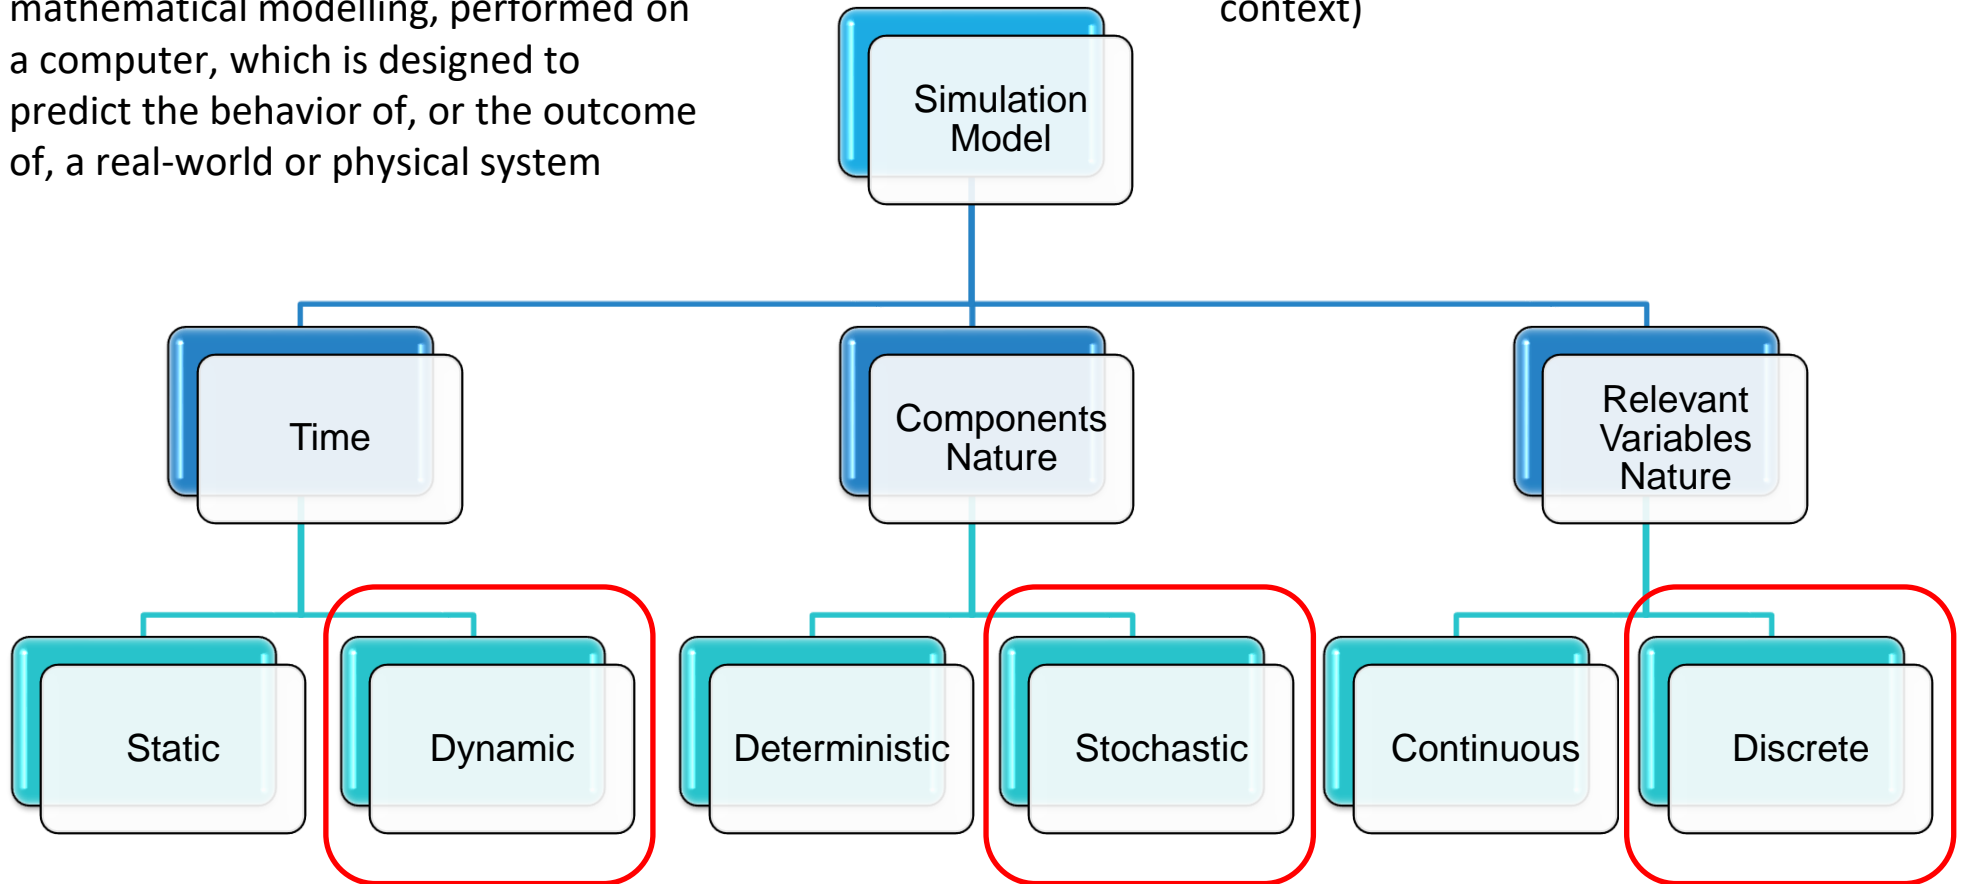 mathematical modelling, performed on
a computer, which is designed to
predict the behavior of, or the outcome
of, a real-world or physical system
context)
Simulation
Model
Time
Components
Nature
Relevant
Variables
Nature
Static
Dynamic
Deterministic
Stochastic
Continuous
Discrete